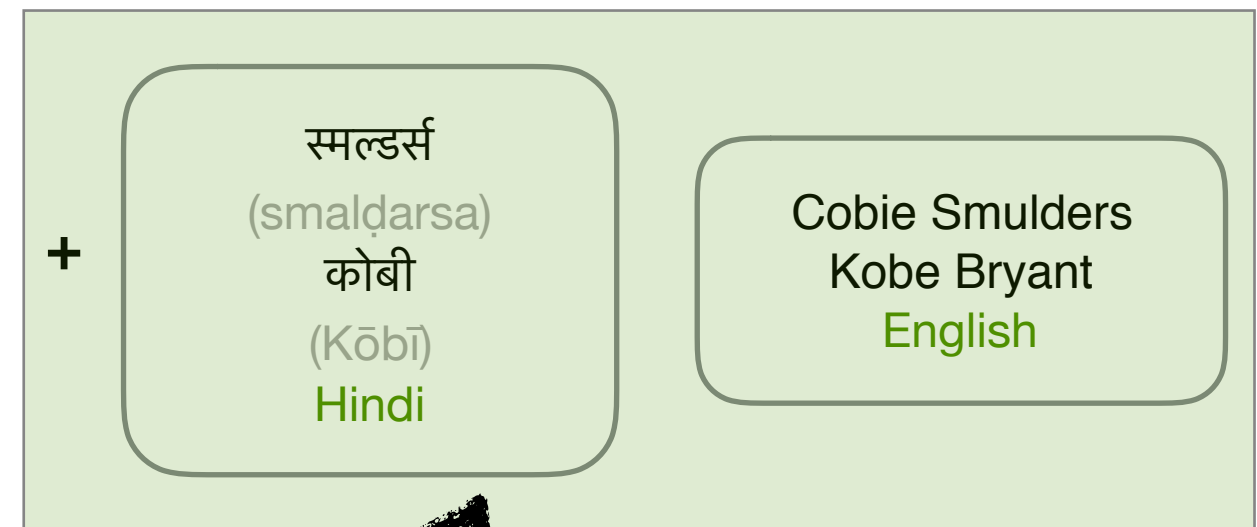 +
स्मल्डर्स
(smalḍarsa)
कोबी
(Kōbī)
Hindi
Cobie Smulders
Kobe Bryant
English